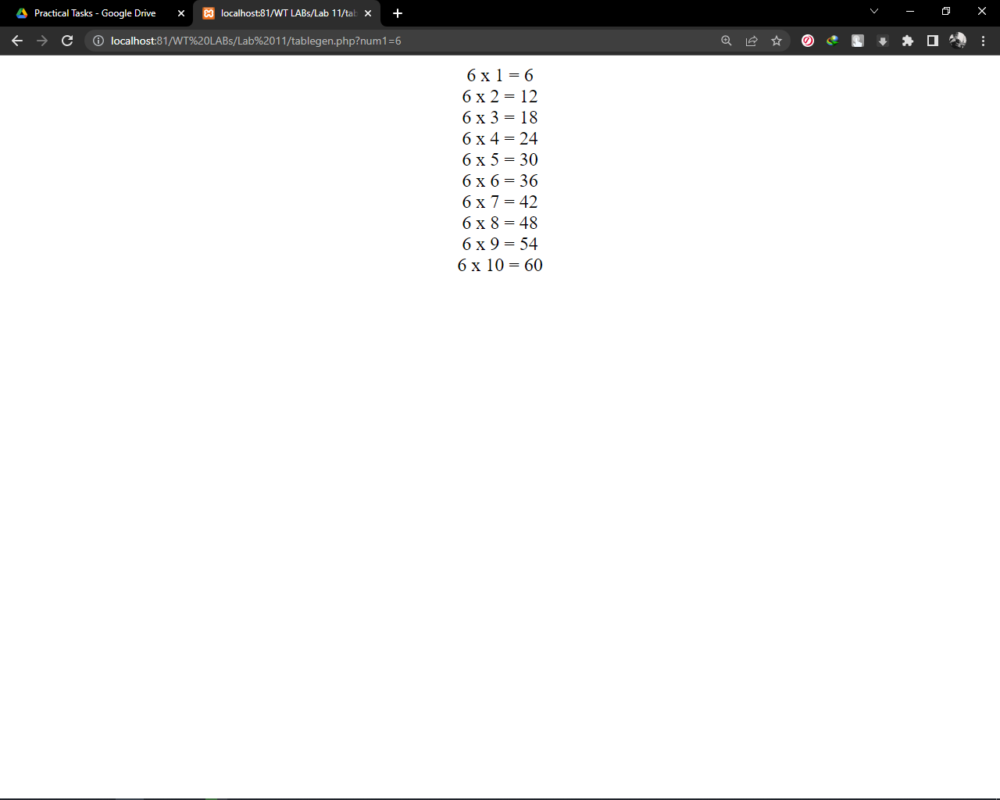 Practical Tasks - Google Drive
localhost:81/WT LABs/Lab 11/tab
localhost:81/WT%20LABs/Lab%2011/tablegen.php?num1=6
6 x 1 = 6
6 x 2 = 12
6 x 3 = 18
6 x 4 = 24
6 x 5 = 30
6 x 6 = 36
6 x 7 = 42
6 x 8 = 48
6 x 9 = 54
6 x 10 = 60